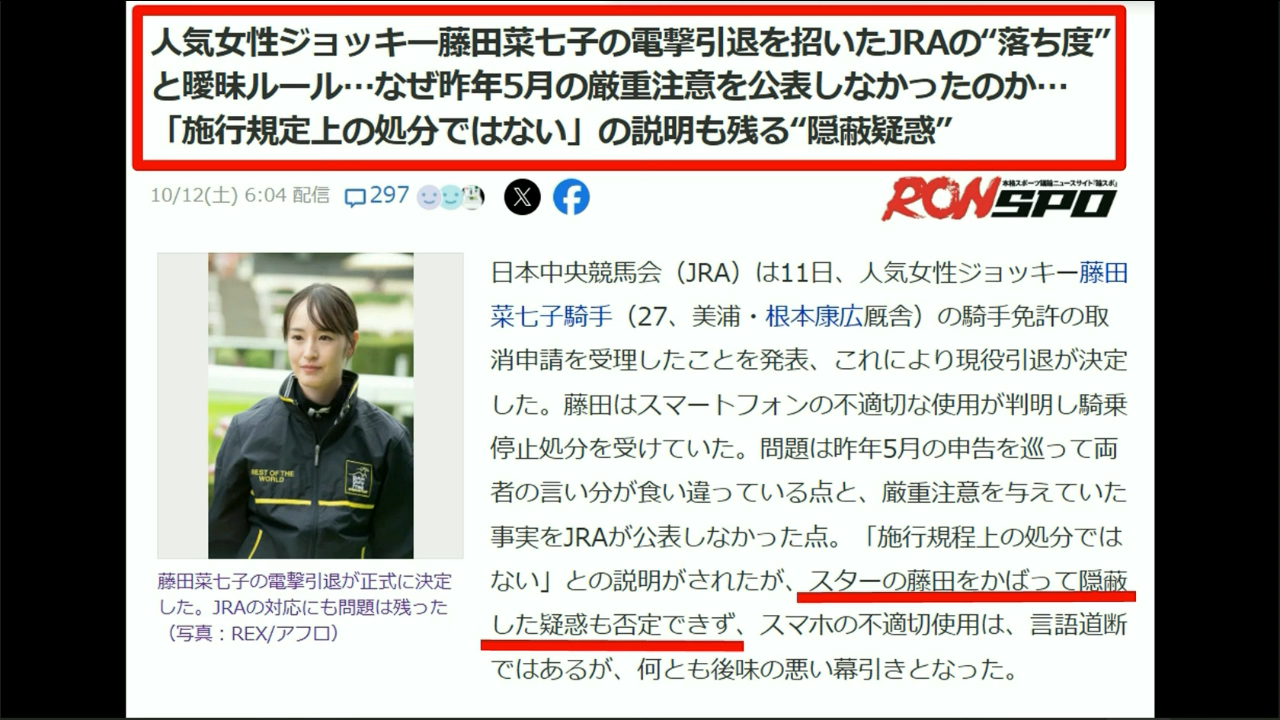 人気女性ジョッキー藤田菜七子の電撃引退を招いたJRAの“落ち度”
と曖昧ルール…なぜ昨年5月の厳重注意を公表しなかったのか…
「施行規定上の処分ではない」の説明も残る“隠蔽疑惑”
10/12(土) 6:04 配信 297
RONSPO
日本中央競馬会（JRA）は11日、人気女性ジョッキー藤田
菜七子騎手（27、美浦・根本康広厩舎）の騎手免許の取
消申請を受理したことを発表、これにより現役引退が決定
した。藤田はスマートフォンの不適切な使用が判明し騎乗
停止処分を受けていた。問題は昨年5月の申告を巡って両
者の言い分が食い違っている点と、厳重注意を与えていた
事実をJRAが公表しなかった点。「施行規程上の処分では
ない」との説明がされたが、スターの藤田をかばって隠蔽
した疑惑も否定できず、スマホの不適切使用は、言語道断
ではあるが、何とも後味の悪い幕引きとなった。
BEST OF THE
WORLD
藤田菜七子の電撃引退が正式に決定
した。JRAの対応にも問題は残った
（写真：REX/アフロ）